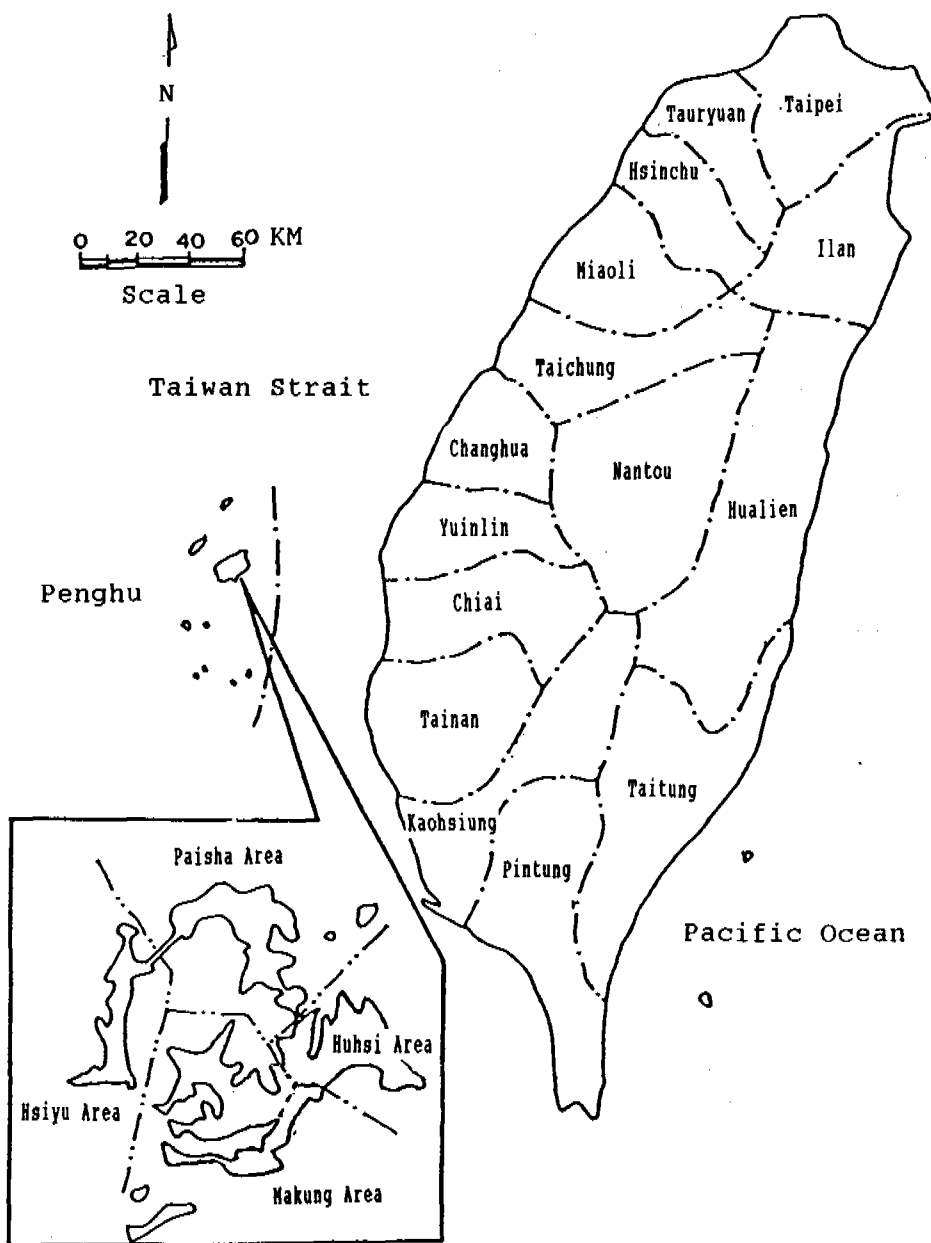 N
0 20 40 60 KM
Scale
Taiwan Strait
Penghu
Pacific Ocean
Tauryuan
Taipei
Hsinchu
Ilan
Miaoli
Taichung
Changhua
Nantou
Hualien
Yuinlin
Chiai
Tainan
Taitung
Kaohsiung
Pintung
Paisha Area
Huhsi Area
Hsiyu Area
Makung Area